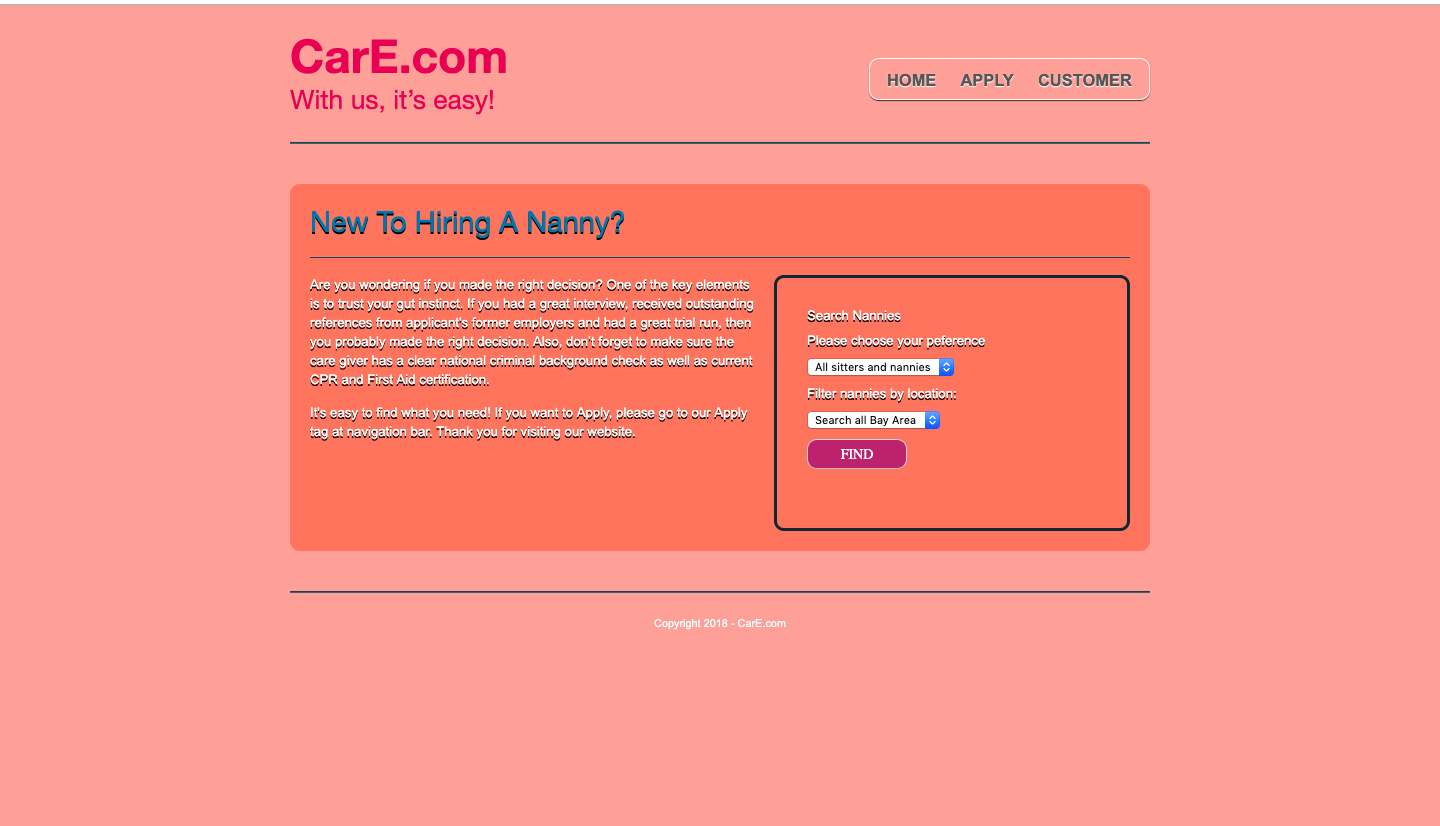 CarE.com
With us, it's easy!
HOME APPLY CUSTOMER
New To Hiring A Nanny?
Are you wondering if you made the right decision? One of the key elements
is to trust your gut instinct. If you had a great interview, received outstanding
references from applicant's former employers and had a great trial run, then
you probably made the right decision. Also, don't forget to make sure the
care giver has a clear national criminal background check as well as current
CPR and First Aid certification.
It's easy to find what you need! If you want to Apply, please go to our Apply
tag at navigation bar. Thank you for visiting our website.
Search Nannies
Please choose your peference
All sitters and nannies
Filter nannies by location:
Search all Bay Area
FIND
Copyright 2018 - CarE.com